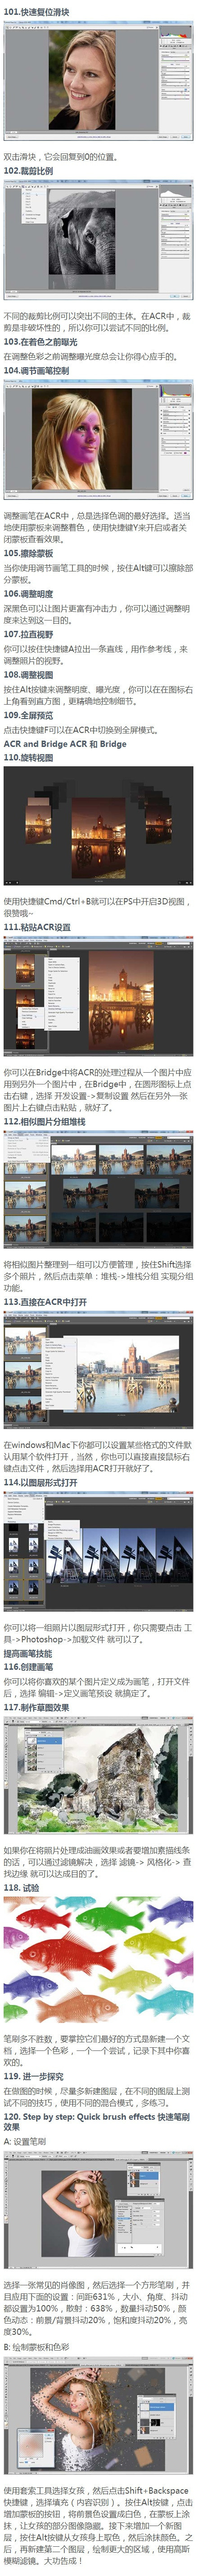 101.快速复位滑块
双击滑块，它会回复到0的位置。
102.裁剪比例
不同的裁剪比例可以突出不同的主体。在ACR中，裁
剪是非破坏性的，所以你可以尝试不同的比例。
103.在着色之前曝光
在调整色彩之前调整曝光度总会让你得心应手的。
104.调节画笔控制
调整画笔在ACR中，总是选择色调的最好选择。适当
地使用蒙板来调整着色，使用快捷键Y来开启或者关
闭蒙板查看效果。
105.擦除蒙板
当你使用调节画笔工具的时候，按住Alt键可以擦除部
分蒙板。
106.调整明度
深黑色可以让图片更富有冲击力，你可以通过调整明
度来达到这一目的。
107.拉直视野
你可以按住快捷键A拉出一条直线，用作参考线，来
调整照片的视野。
108.调整视图
按住Alt按键来调整明度、曝光度，你可以在在图标右
上角看到直方面，更精确地控制细节。
109.全屏预览
点击快捷键F可以在ACR中切换到全屏模式。
ACR and Bridge ACR 和 Bridge
110.旋转视图
使用快捷键Cmd/Ctrl+B就可以在PS中开启3D视图，
很赞哦~
111.粘贴ACR设置
你可以在Bridge中将ACR的处理过程从一个图片中应
用到另外一个图片中，在Bridge中，在圆形图标上点
击右键，选择 开发设置->复制设置 然后在另外一张
图片上右键点击粘贴，就好了。
112.相似图片分组堆栈
将相似图片整理到一组可以方便管理，按住Shift选择
多个照片，然后点击菜单：堆栈->堆栈分组 实现分组
功能。
113.直接在ACR中打开
在windows和Mac下你都可以设置某些格式的文件默
认用某个软件打开，当然，你也可以直接直接鼠标右
键点击文件，然后选择用ACR打开就好了。
114.以图层形式打开
你可以将一组照片以图层形式打开，你只需要点击 工
具->Photoshop->加载文件 就可以了。
提高画笔技能
116.创建画笔
你可以将你喜欢的某个图片定义成为画笔，打开文件
后，选择 编辑->定义画笔预设 就搞定了。
117.制作草图效果
如果你在将照片处理成油画效果或者要增加素描线条
的话，可以通过滤镜解决，选择 滤镜-> 风格化-> 查
找边缘 就可以达成目的了。
118. 试验
笔刷多不胜数，要掌控它们最好的方式是新建一个文
档，选择一个色彩，一个一个尝试，记录下其中你喜
欢的。
119. 进一步探究
在做图的时候，尽量多新建图层，在不同的图层上测
试不同的技巧，使用不同的混合模式，多练习。
120. Step by step: Quick brush effects 快速笔刷
效果
A: 设置笔刷
选择一张常见的肖像图，然后选择一个方形笔刷，并
且应用下面的设置：间距631%，大小、角度、抖动
都设置为100%，散射：638%，数量抖动50%，颜
色动态：前景/背景抖动20%，饱和度抖动20%，亮
度30%。
B: 绘制蒙板和色彩
使用套索工具选择女孩，然后点击Shift+Backspace
快捷键，选择填充（内容识别）。按住Alt键，点击
增加蒙板的按钮，将前景色设置成白色，在蒙板上涂
抹，让女孩的部分图像隐藏。接下来增加一个新图
层，按住Alt按键从女孩身上取色，然后涂抹颜色。之
后，再新建第二个图层，绘制更大的区域，使用高斯
模糊滤镜。大功告成！